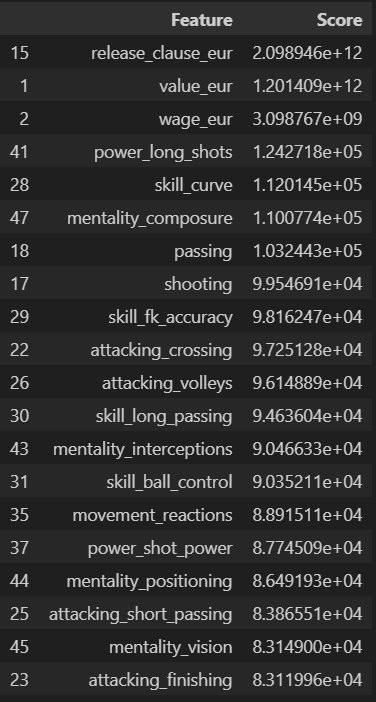 Feature Score
15 release_clause_eur 2.098946e+12
1 value_eur 1.201409e+12
2 wage_eur 3.098767e+09
41 power_long_shots 1.242718e+05
28 skill_curve 1.120145e+05
47 mentality_composure 1.100774e+05
18 passing 1.032443e+05
17 shooting 9.954691e+04
29 skill_fk_accuracy 9.816247e+04
22 attacking_crossing 9.725128e+04
26 attacking_volleys 9.614889e+04
30 skill_long_passing 9.463604e+04
43 mentality_interceptions 9.046633e+04
31 skill_ball_control 9.035211e+04
35 movement_reactions 8.891511e+04
37 power_shot_power 8.774509e+04
44 mentality_positioning 8.649193e+04
25 attacking_short_passing 8.386551e+04
45 mentality_vision 8.314900e+04
23 attacking_finishing 8.311996e+04